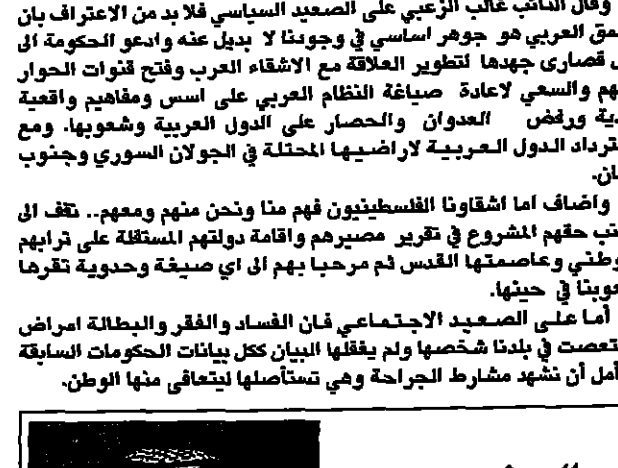 وقال النائب غالب الزعبي على الصعيد السياسي فلا بد من الاعتراف بان
مق العربي هو جوهر اساسي في وجودنا لا بديل عنه وادعو الحكومة الى
ل قصارى جهدها لتطوير العلاقة مع الاشقاء العرب وفتح قنوات الحوار
هم والسعي لاعادة صياغة النظام العربي على اسس ومفاهيم واقعية
دية ورفض العدوان والحصار على الدول العربية وشعوبها. ومع
ترداد الدول العربية لاراضيها المحتلة في الجولان السوري وجنوب
ان.
واضاف اما اشقاونا الفلسطينيون فهم منا ونحن منهم ومعهم.. نقف الى
نب حقهم المشروع في تقرير مصيرهم واقامة دولتهم المستقلة على ترابهم
وطني وعاصمتها القدس ثم مرحبا بهم الى اي صيغة وحدوية تقرها
عوبنا في حينها.
أما على الصعيد الاجتماعي فان الفساد والفقر والبطالة امراض
تعصت في بلدنا شخصها ولم يغفلها البيان ككل بيانات الحكومات السابقة
أمل أن نشهد مشارط الجراحة وهي تستأصلها ليتعافى منها الوطن.